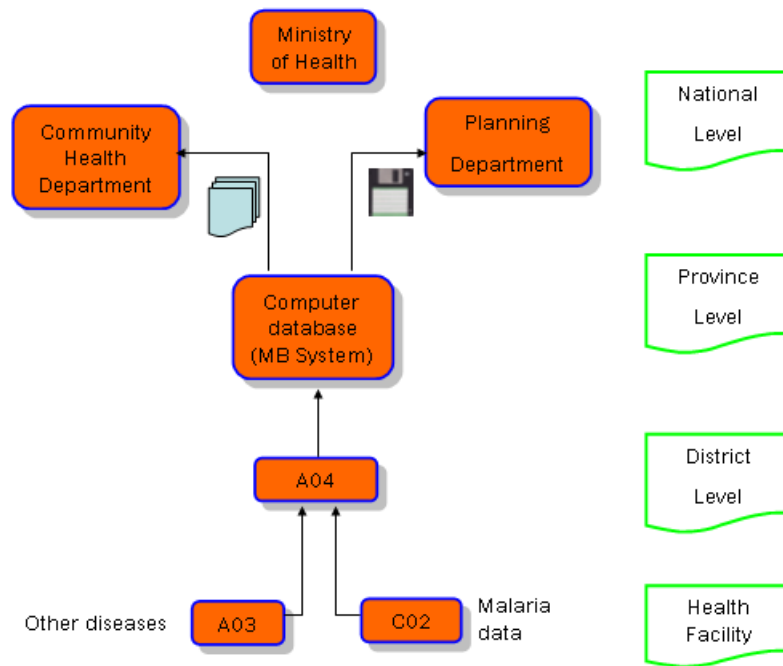 Ministry
of Health
Community
Health
Department
Planning
Department
National
Level
Computer
database
(MB System)
Province
Level
A04
District
Level
Other diseases
A03
C02
Malaria
data
Health
Facility